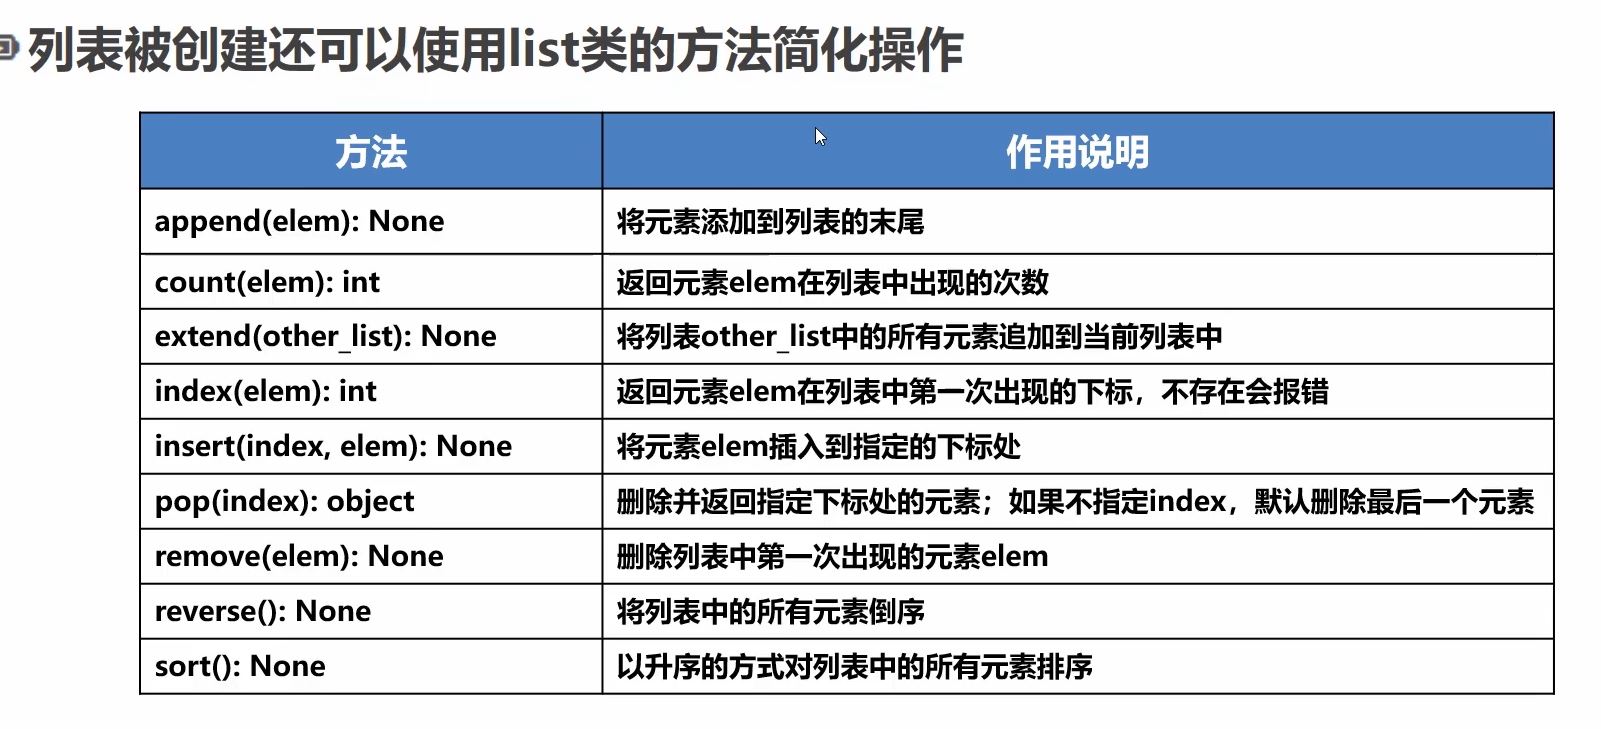 列表被创建还可以使用list类的方法简化操作
方法 作用说明
append(elem): None 将元素添加到列表的末尾
count(elem): int 返回元素elem在列表中出现的次数
extend(other_list): None 将列表other_list中的所有元素追加到当前列表中
index(elem): int 返回元素elem在列表中第一次出现的下标，不存在会报错
insert(index, elem): None 将元素elem插入到指定的下标处
pop(index): object 删除并返回指定下标处的元素；如果不指定index，默认删除最后一个元素
remove(elem): None 删除列表中第一次出现的元素elem
reverse(): None 将列表中的所有元素倒序
sort(): None 以升序的方式对列表中的所有元素排序